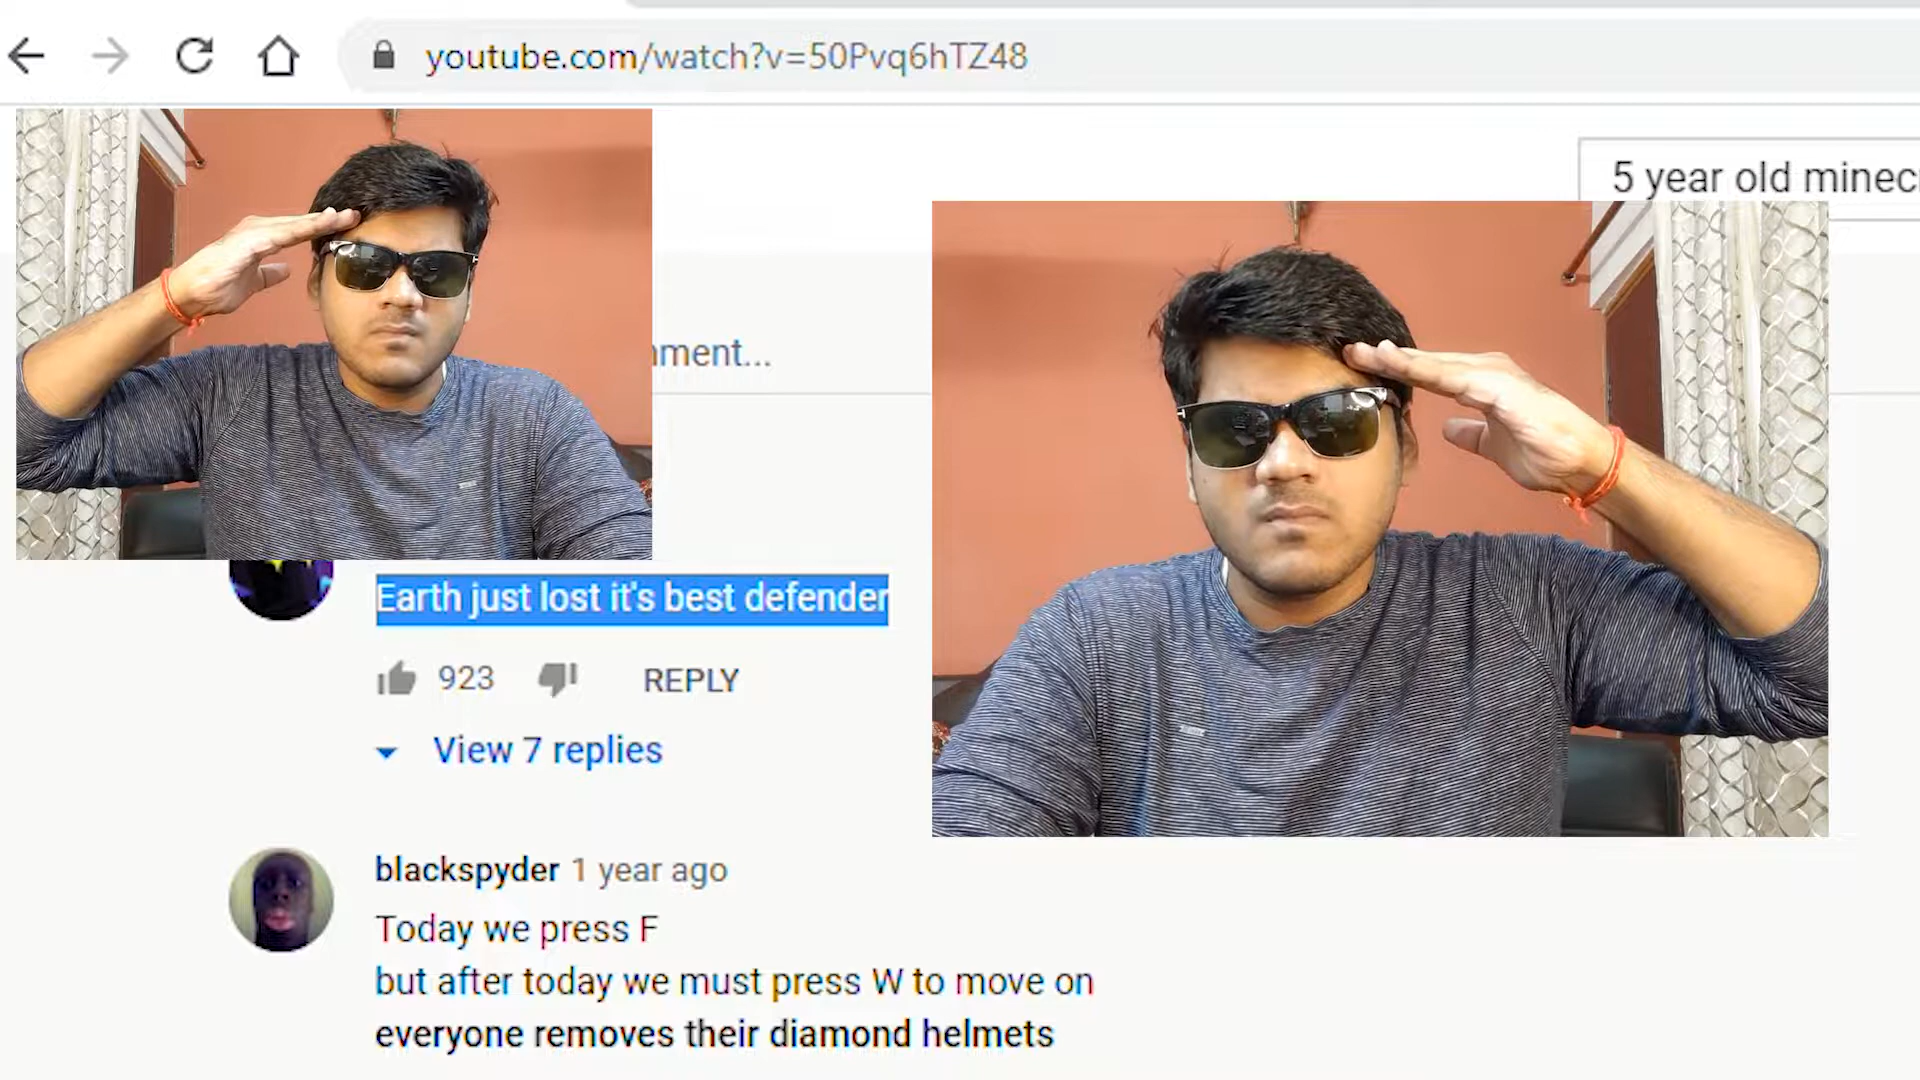 youtube.com/watch?v=50Pvq6hTZ48
5 year old minec
mment...
Earth just lost it's best defender
923
REPLY
View 7 replies
blackspyder 1 year ago
Today we press F
but after today we must press W to move on
everyone removes their diamond helmets